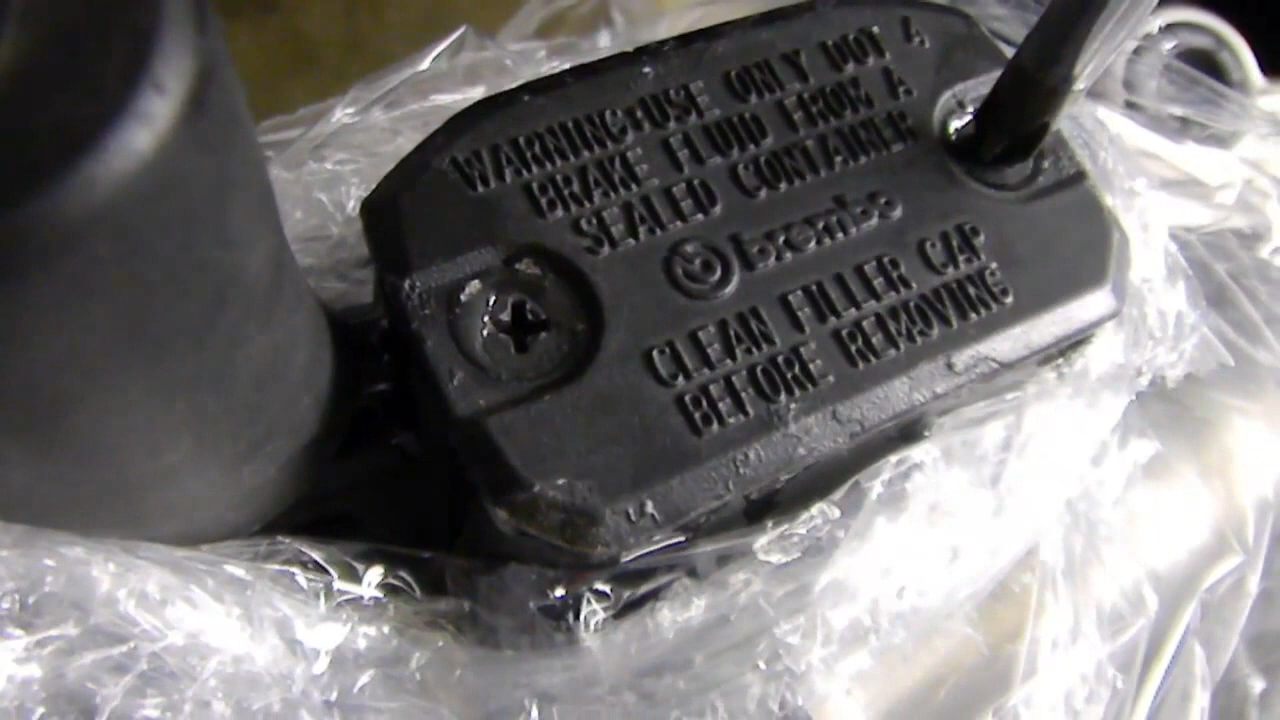 WARNING:USE ONLY DOT 4
BRAKE FLUID FROM A
SEALED CONTAINER
brembo
CLEAN FILLER CAP
BEFORE REMOVING